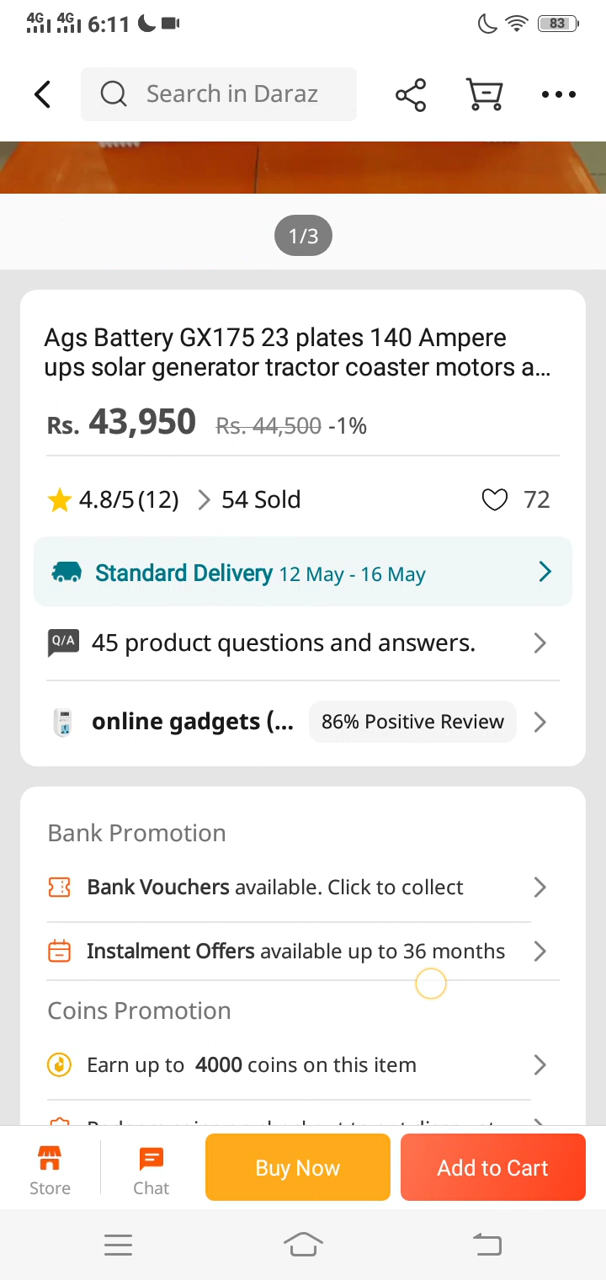 4G 4G 6:11 83
Search in Daraz
1/3
Ags Battery GX175 23 plates 140 Ampere
ups solar generator tractor coaster motors a...
Rs. 43,950 Rs. 44,500 -1%
4.8/5 (12) 54 Sold 72
Standard Delivery 12 May - 16 May
Q/A 45 product questions and answers.
online gadgets (... 86% Positive Review
Bank Promotion
Bank Vouchers available. Click to collect
Instalment Offers available up to 36 months
Coins Promotion
Earn up to 4000 coins on this item
Store Chat Buy Now Add to Cart